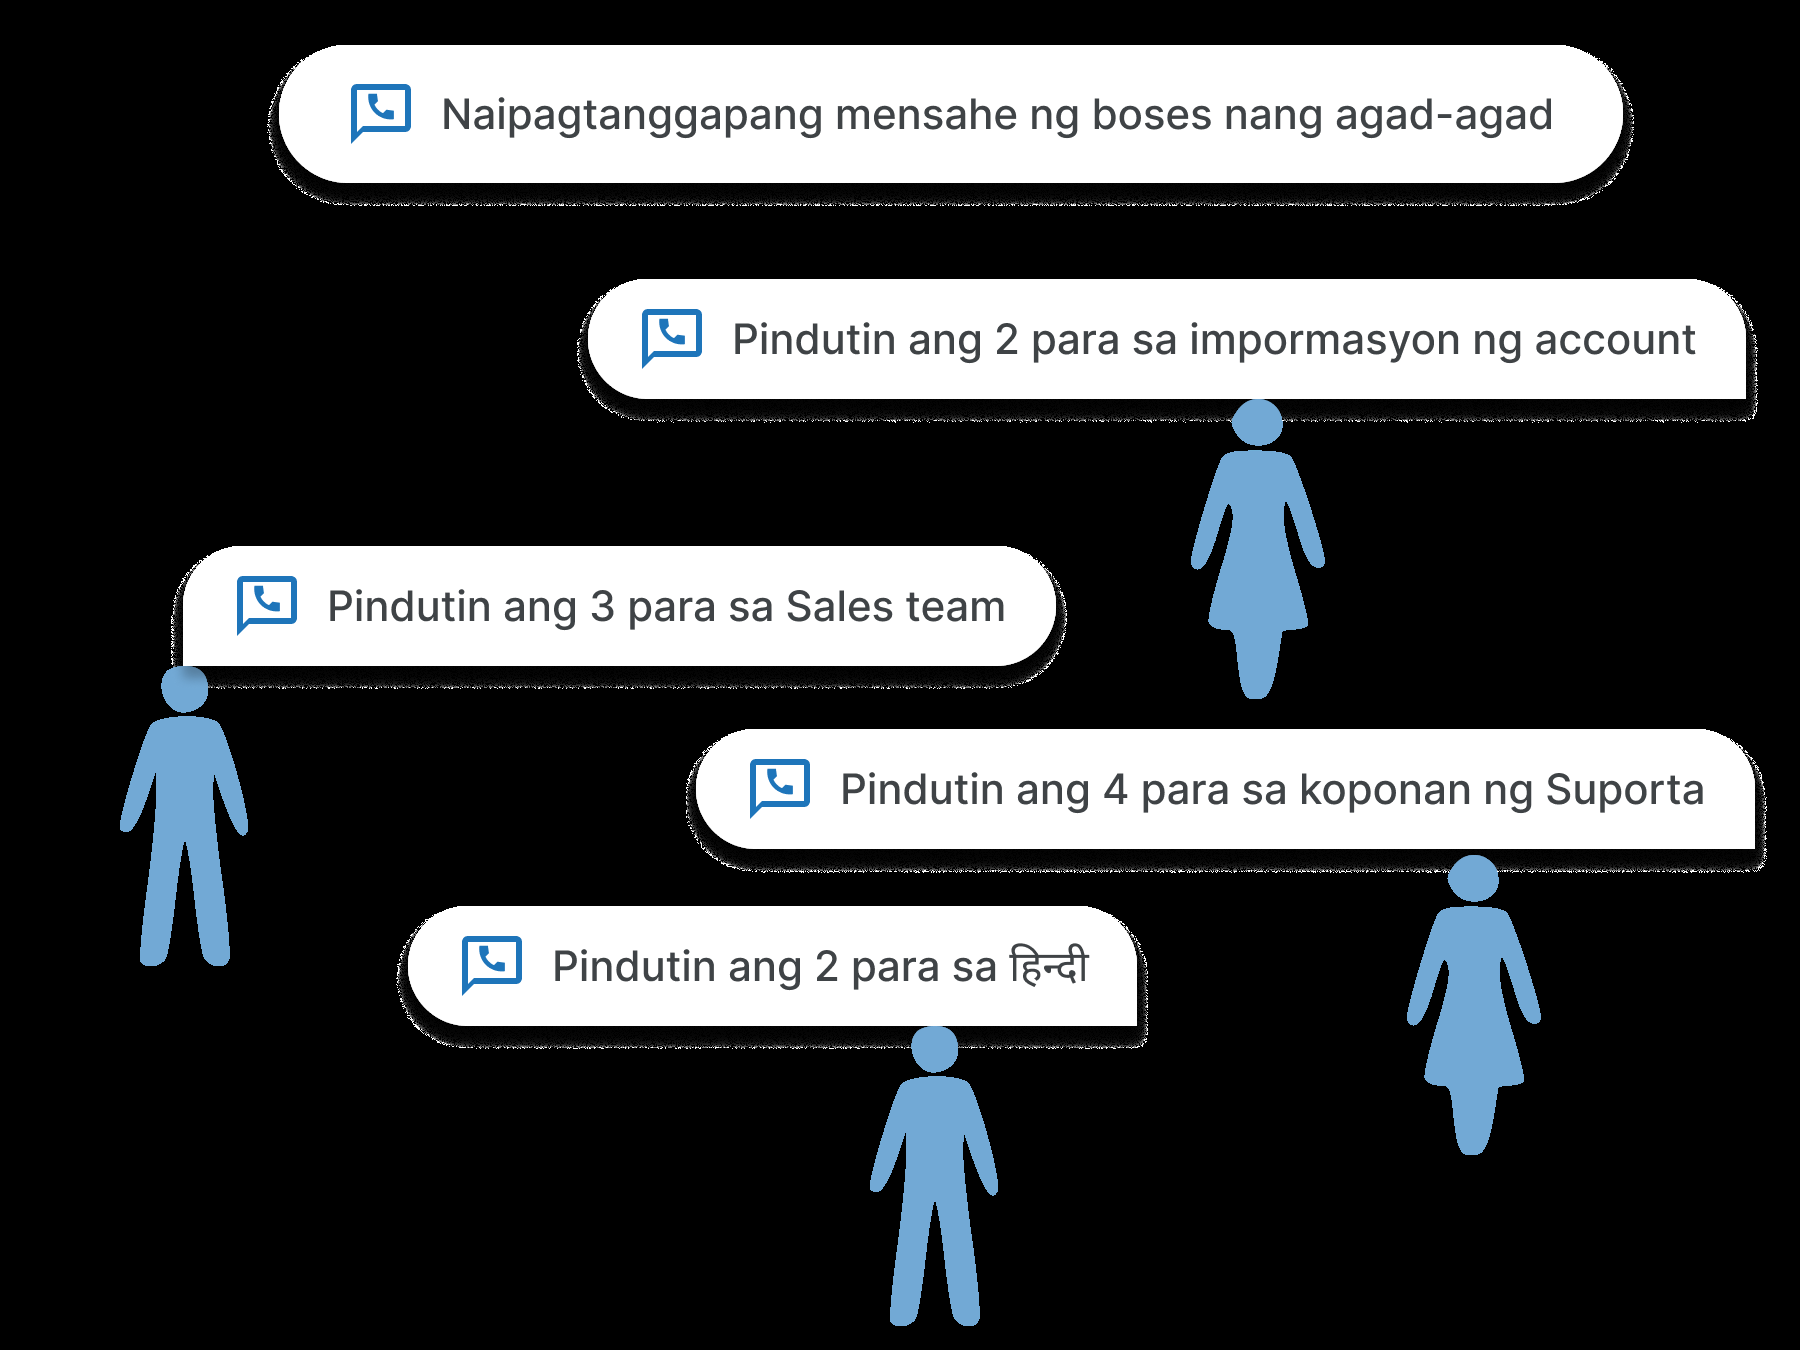 Naipagtanggapang mensahe ng boses nang agad-agad
Pindutin ang 2 para sa impormasyon ng account
Pindutin ang 3 para sa Sales team
Pindutin ang 4 para sa koponan ng Suporta
Pindutin ang 2 para sa हिन्दी